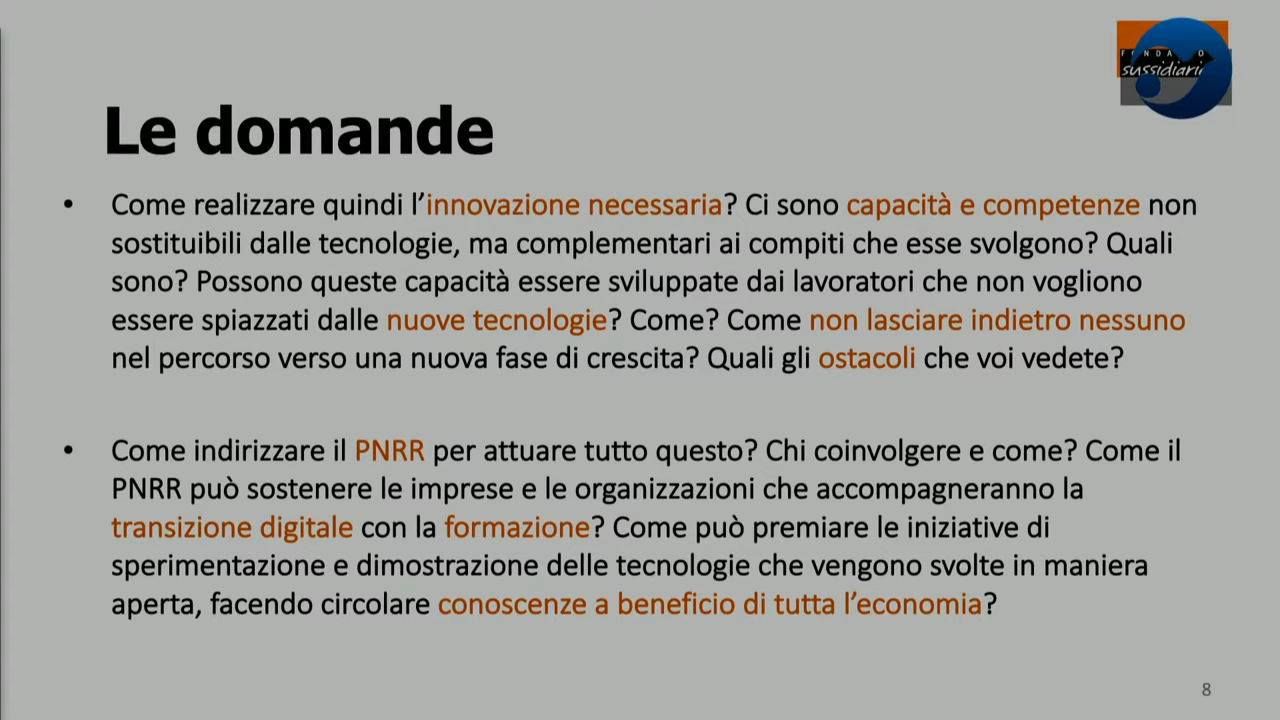 Le domande
• Come realizzare quindi l’innovazione necessaria? Ci sono capacità e competenze non
sostituibili dalle tecnologie, ma complementari ai compiti che esse svolgono? Quali
sono? Possono queste capacità essere sviluppate dai lavoratori che non vogliono
essere spiazzati dalle nuove tecnologie? Come? Come non lasciare indietro nessuno
nel percorso verso una nuova fase di crescita? Quali gli ostacoli che voi vedete?
• Come indirizzare il PNRR per attuare tutto questo? Chi coinvolgere e come? Come il
PNRR può sostenere le imprese e le organizzazioni che accompagneranno la
transizione digitale con la formazione? Come può premiare le iniziative di
sperimentazione e dimostrazione delle tecnologie che vengono svolte in maniera
aperta, facendo circolare conoscenze a beneficio di tutta l’economia?
8